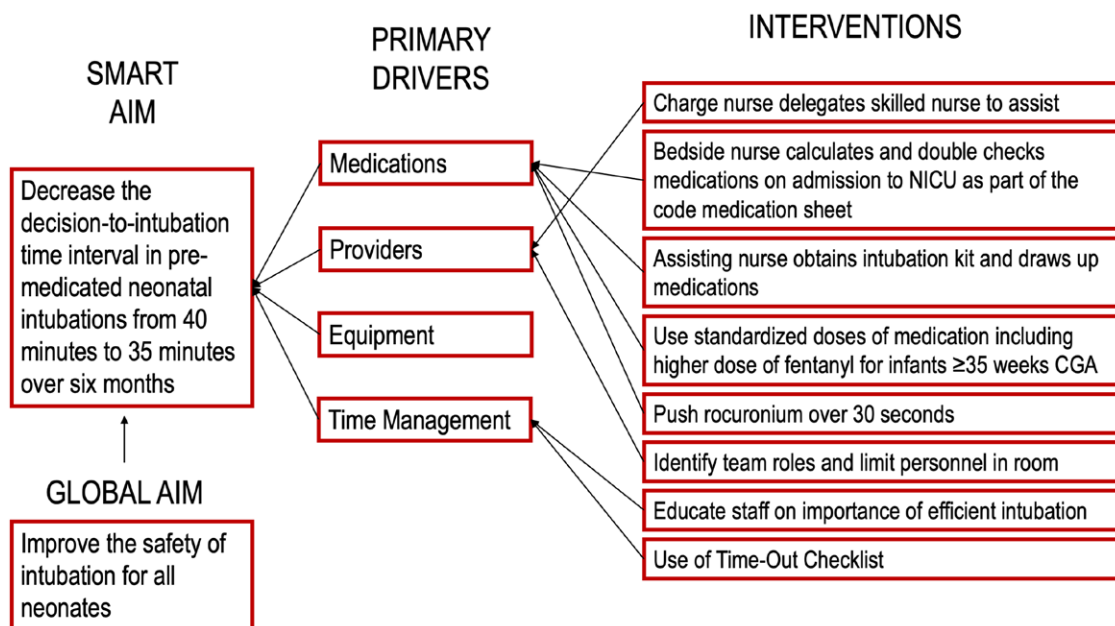 SMART
AIM
Decrease the
decision-to-intubation
time interval in pre-
medicated neonatal
intubations from 40
minutes to 35 minutes
over six months
GLOBAL AIM
Improve the safety of
intubation for all
neonates
PRIMARY
DRIVERS
Medications
Providers
Equipment
Time Management
INTERVENTIONS
Charge nurse delegates skilled nurse to assist
Bedside nurse calculates and double checks
medications on admission to NICU as part of the
code medication sheet
Assisting nurse obtains intubation kit and draws up
medications
Use standardized doses of medication including
higher dose of fentanyl for infants ≥35 weeks CGA
Push rocuronium over 30 seconds
Identify team roles and limit personnel in room
Educate staff on importance of efficient intubation
Use of Time-Out Checklist